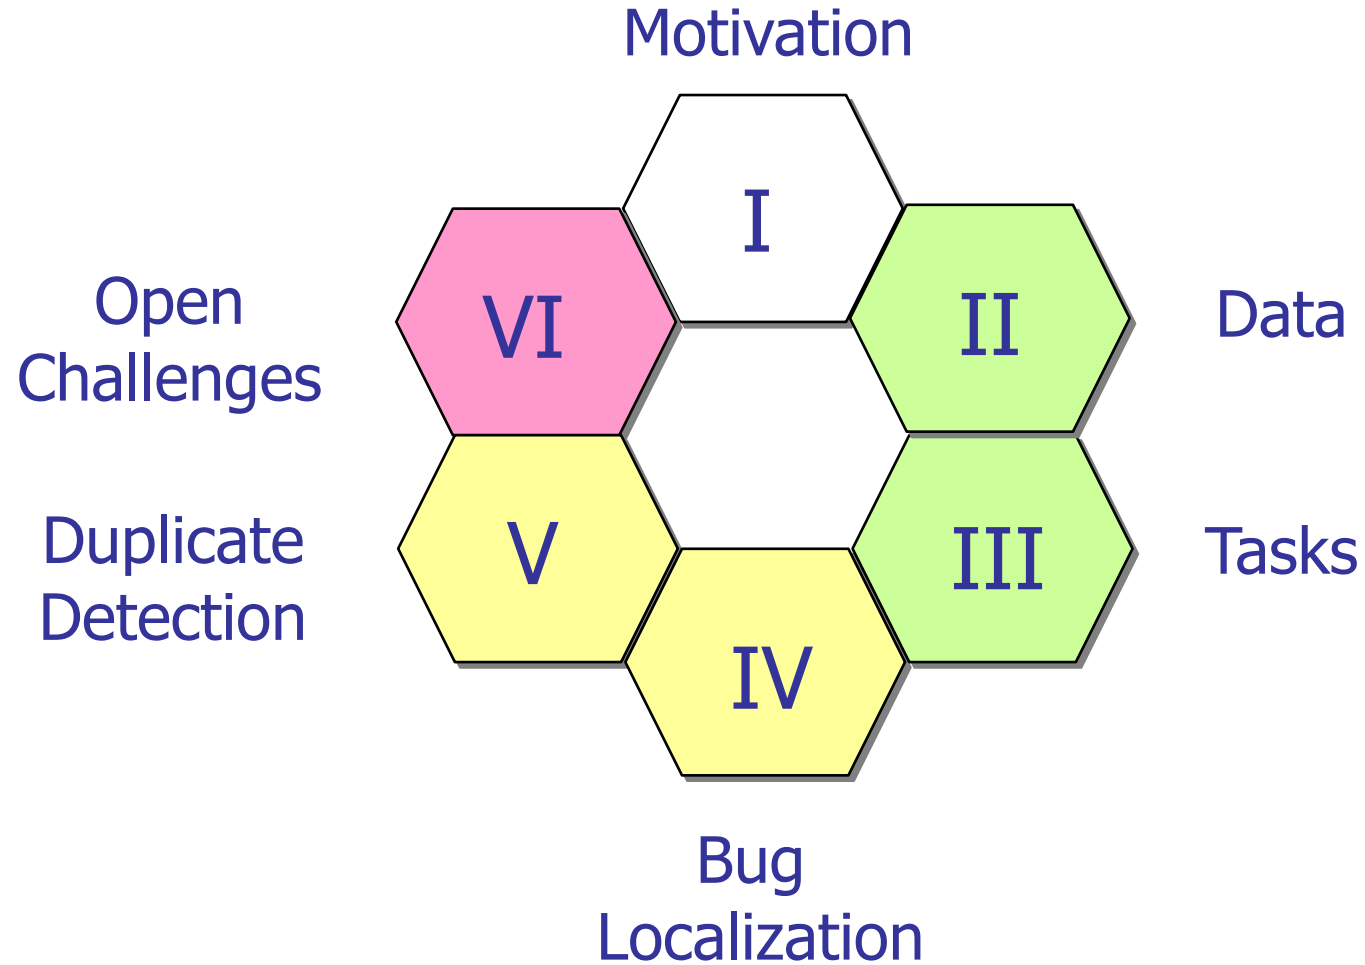 Motivation
I
II
Data
III
Tasks
IV
Bug
Localization
V
Duplicate
Detection
VI
Open
Challenges